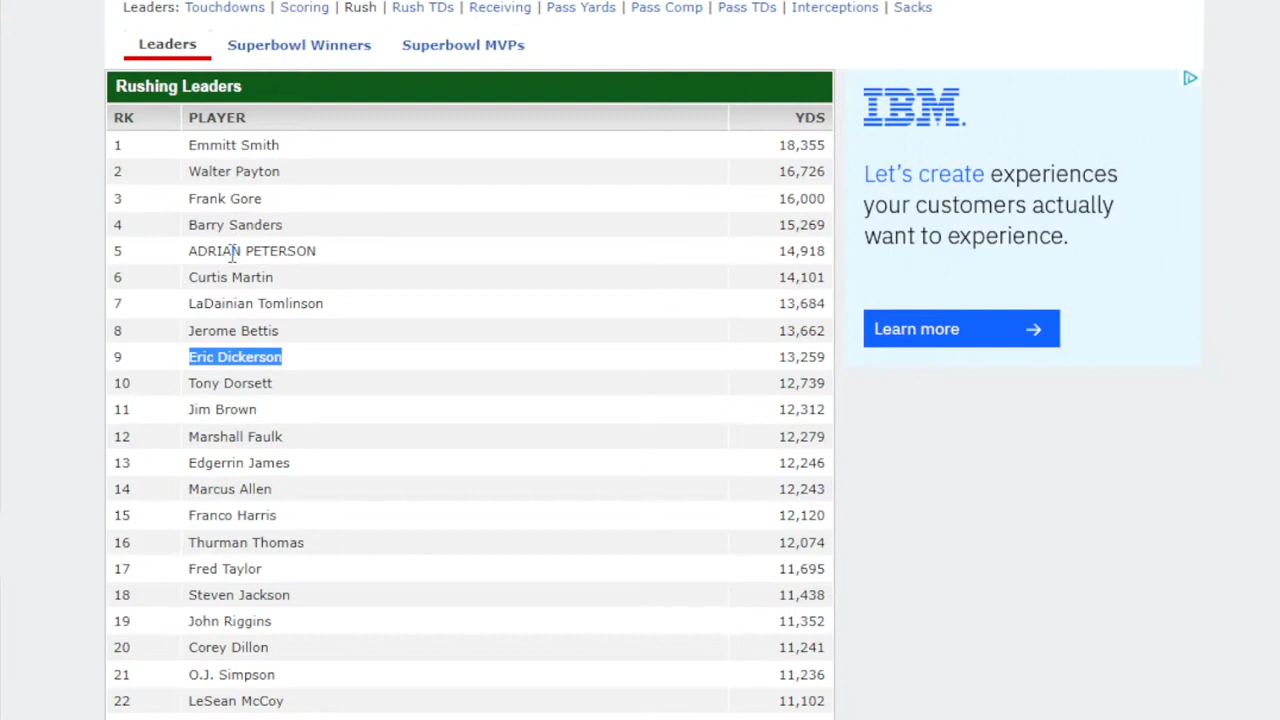 Leaders: Touchdowns | Scoring | Rush | Rush TDs | Receiving | Pass Yards | Pass Comp | Pass TDs | Interceptions | Sacks
Leaders Superbowl Winners Superbowl MVPs
Rushing Leaders
RK PLAYER YDS
1 Emmitt Smith 18,355
2 Walter Payton 16,726
3 Frank Gore 16,000
4 Barry Sanders 15,269
5 ADRIAN PETERSON 14,918
6 Curtis Martin 14,101
7 LaDainian Tomlinson 13,684
8 Jerome Bettis 13,662
9 Eric Dickerson 13,259
10 Tony Dorsett 12,739
11 Jim Brown 12,312
12 Marshall Faulk 12,279
13 Edgerrin James 12,246
14 Marcus Allen 12,243
15 Franco Harris 12,120
16 Thurman Thomas 12,074
17 Fred Taylor 11,695
18 Steven Jackson 11,438
19 John Riggins 11,352
20 Corey Dillon 11,241
21 O.J. Simpson 11,236
22 LeSean McCoy 11,102
IBM.
Let's create experiences
your customers actually
want to experience.
Learn more →